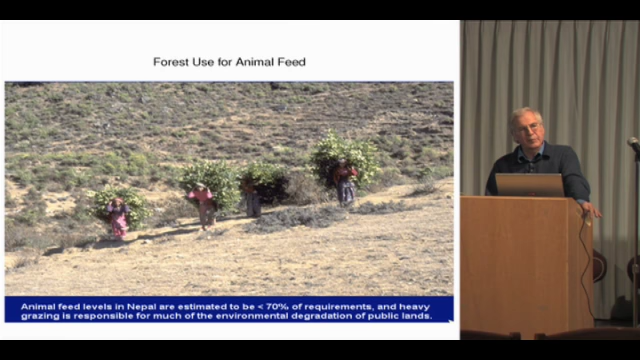 Forest Use for Animal Feed
Animal feed levels in Nepal are estimated to be < 70% of requirements, and heavy
grazing is responsible for much of the environmental degradation of public lands.